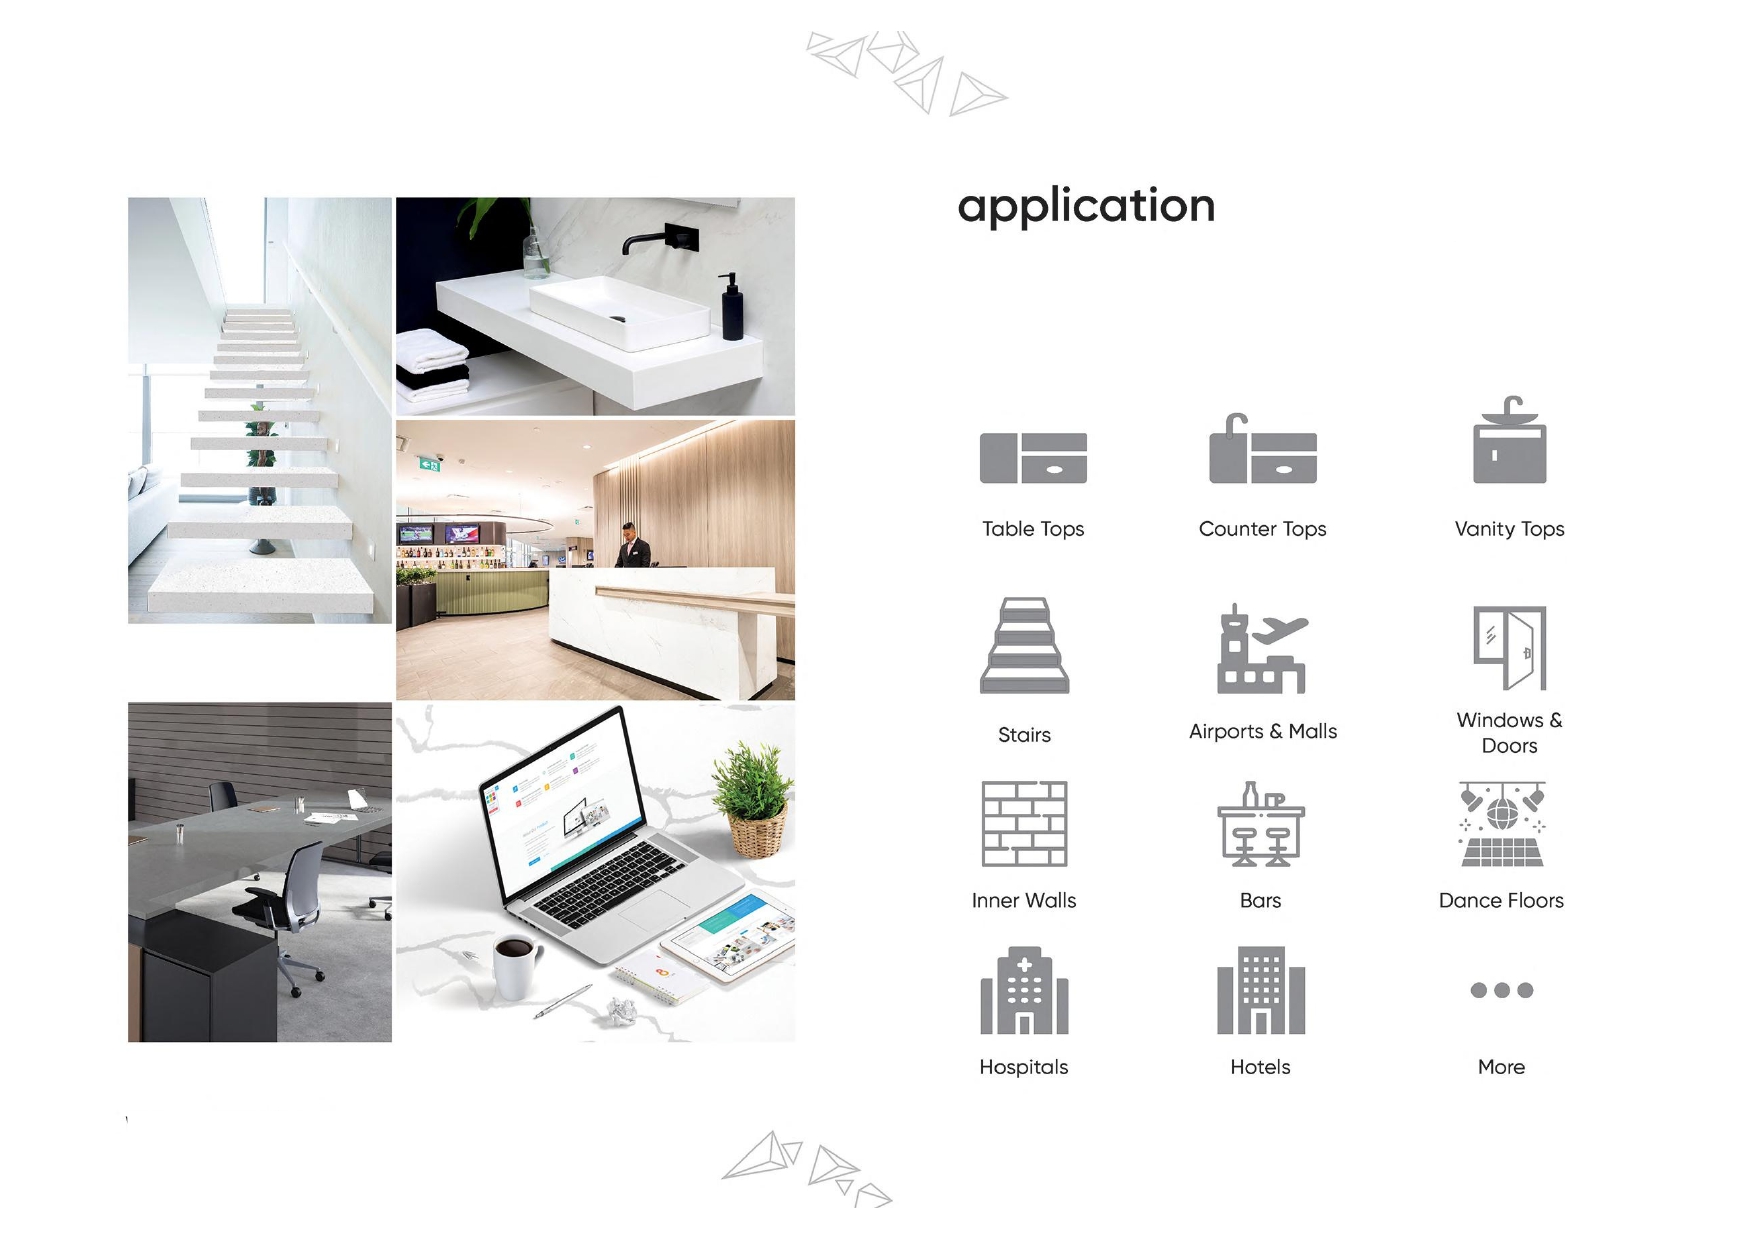 application
Table Tops
Counter Tops
Vanity Tops
Stairs
Airports & Malls
Windows &
Doors
Inner Walls
Bars
Dance Floors
Hospitals
Hotels
More